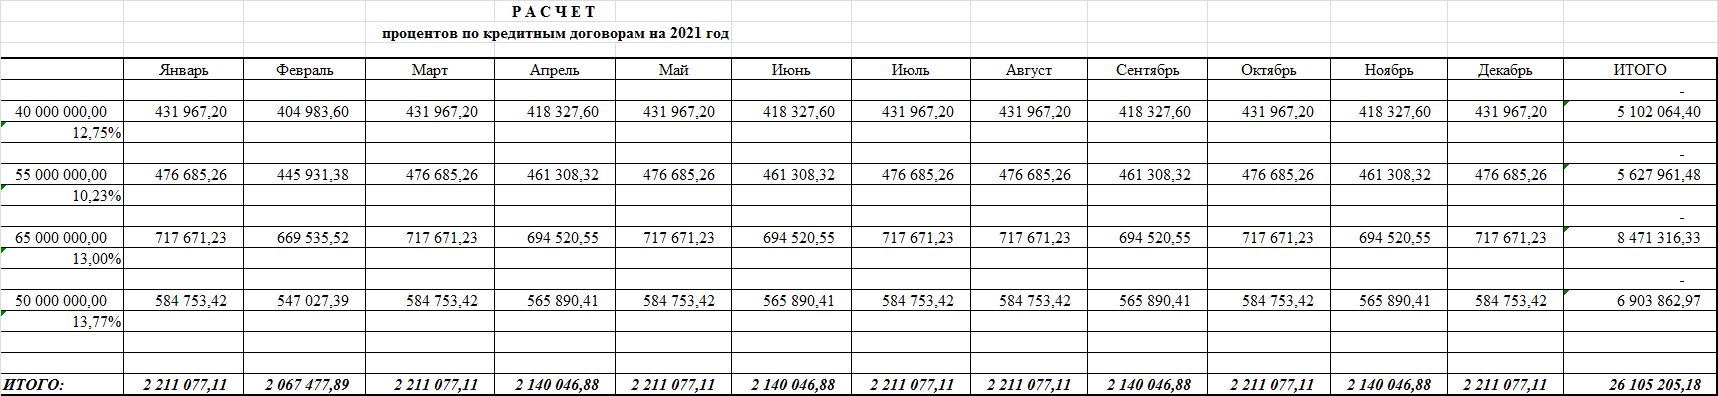 Р А С Ч Е Т
процентов по кредитным договорам на 2021 год
Январь Февраль Март Апрель Май Июнь Июль Август Сентябрь Октябрь Ноябрь Декабрь ИТОГО
-
40 000 000,00 431 967,20 404 983,60 431 967,20 418 327,60 431 967,20 418 327,60 431 967,20 431 967,20 418 327,60 431 967,20 418 327,60 431 967,20 5 102 064,40
12,75%
-
55 000 000,00 476 685,26 445 931,38 476 685,26 461 308,32 476 685,26 461 308,32 476 685,26 476 685,26 461 308,32 476 685,26 461 308,32 476 685,26 5 627 961,48
10,23%
-
65 000 000,00 717 671,23 669 535,52 717 671,23 694 520,55 717 671,23 694 520,55 717 671,23 717 671,23 694 520,55 717 671,23 694 520,55 717 671,23 8 471 316,33
13,00%
-
50 000 000,00 584 753,42 547 027,39 584 753,42 565 890,41 584 753,42 565 890,41 584 753,42 584 753,42 565 890,41 584 753,42 565 890,41 584 753,42 6 903 862,97
13,77%
ИТОГО: 2 211 077,11 2 067 477,89 2 211 077,11 2 140 046,88 2 211 077,11 2 140 046,88 2 211 077,11 2 211 077,11 2 140 046,88 2 211 077,11 2 140 046,88 2 211 077,11 26 105 205,18